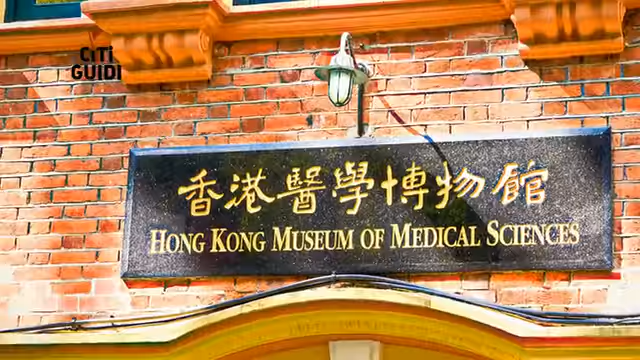 CiTi
GUIDI
香港醫學博物館
HONG KONG MUSEUM OF MEDICAL SCIENCES